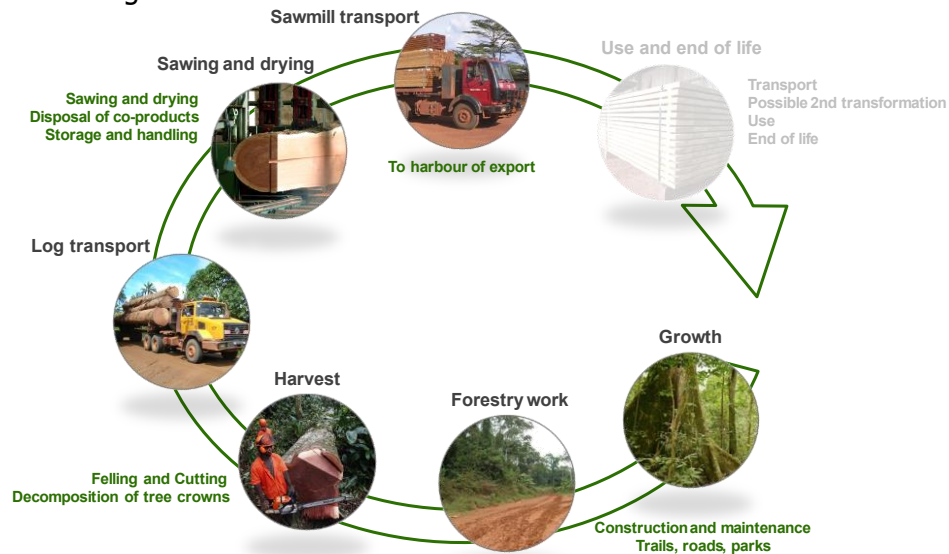 Sawmill transport
Use and end of life
Sawing and drying
Sawing and drying
Disposal of co-products
Storage and handling
Transport
Possible 2nd transformation
Use
End of life
To harbour of export
Log transport
Growth
Harvest
Forestry work
Felling and Cutting
Decomposition of tree crowns
Construction and maintenance
Trails, roads, parks